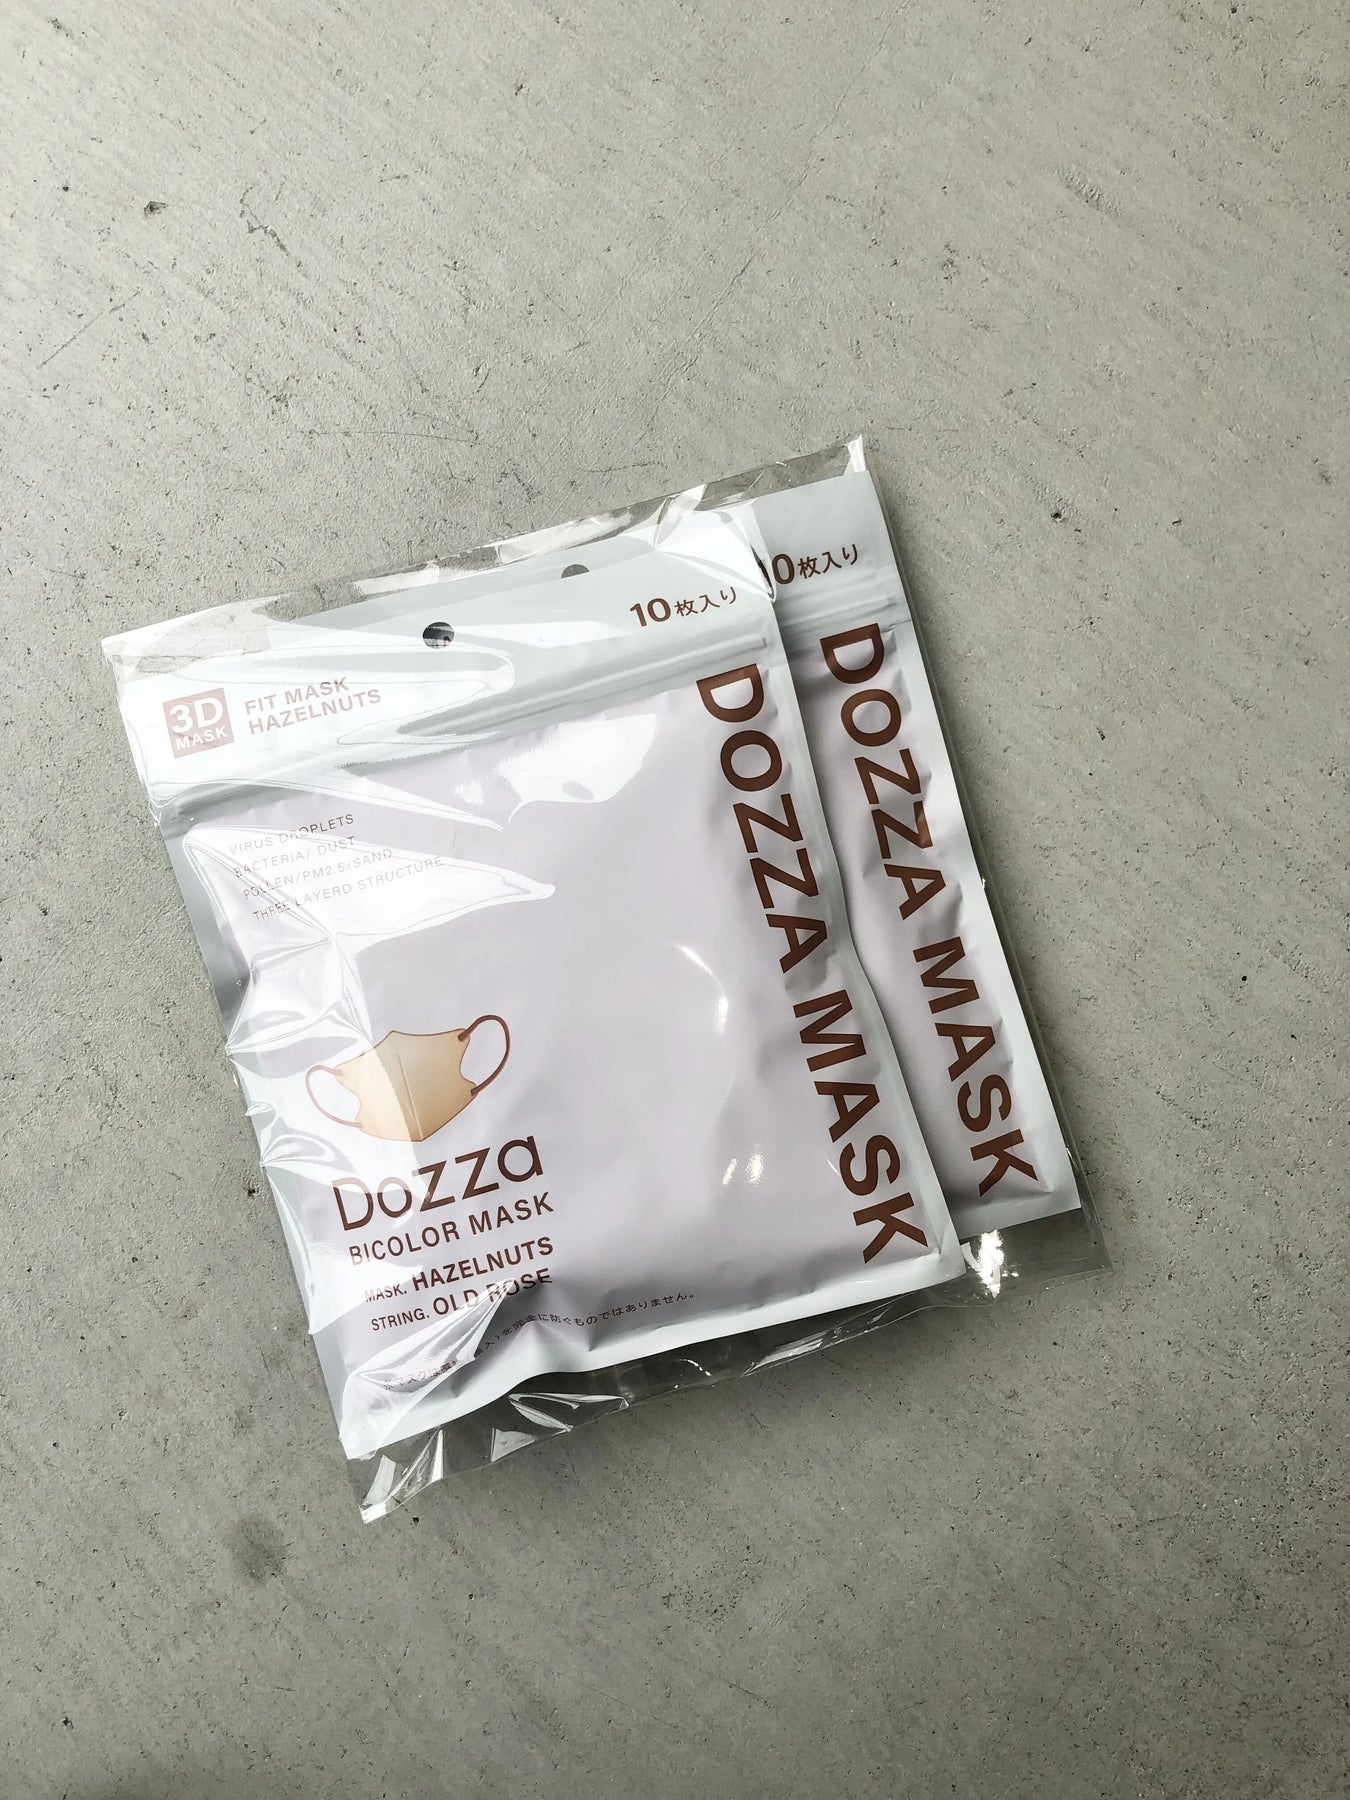 10枚入り
3D
MASK
FIT MASK
HAZELNUTS
VIRUS DROPLETS
BACTERIA/ DUST
POLLEN/PM2.5/SAND
THREE LAYERD STRUCTURE
DOZZA MASK
Dozza
BICOLOR MASK
MASK. HAZELNUTS
STRING. OLD ROSE
を完全に防ぐものではありません。
10枚入り
DOZZA MASK